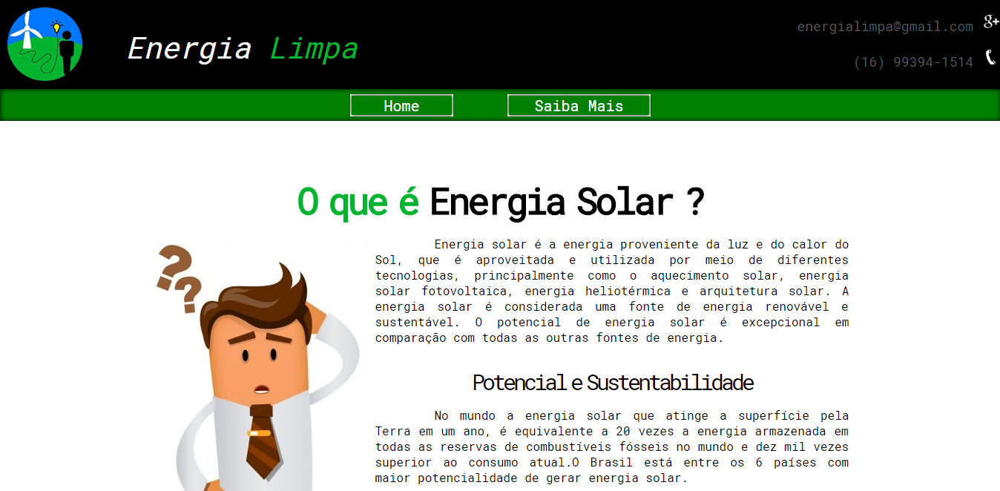 Energia Limpa
energialimpa@gmail.com
g+
(16) 99394-1514
Home
Saiba Mais
O que é Energia Solar ?
??
Energia solar é a energia proveniente da luz e do calor do
Sol, que é aproveitada e utilizada por meio de diferentes
tecnologias, principalmente como o aquecimento solar, energia
solar fotovoltaica, energia heliotérmica e arquitetura solar. A
energia solar é considerada uma fonte de energia renovável e
sustentável. O potencial de energia solar é excepcional em
comparação com todas as outras fontes de energia.
Potencial e Sustentabilidade
No mundo a energia solar que atinge a superfície pela
Terra em um ano, é equivalente a 20 vezes a energia armazenada em
todas as reservas de combustíveis fósseis no mundo e dez mil vezes
superior ao consumo atual.O Brasil está entre os 6 países com
maior potencialidade de gerar energia solar.